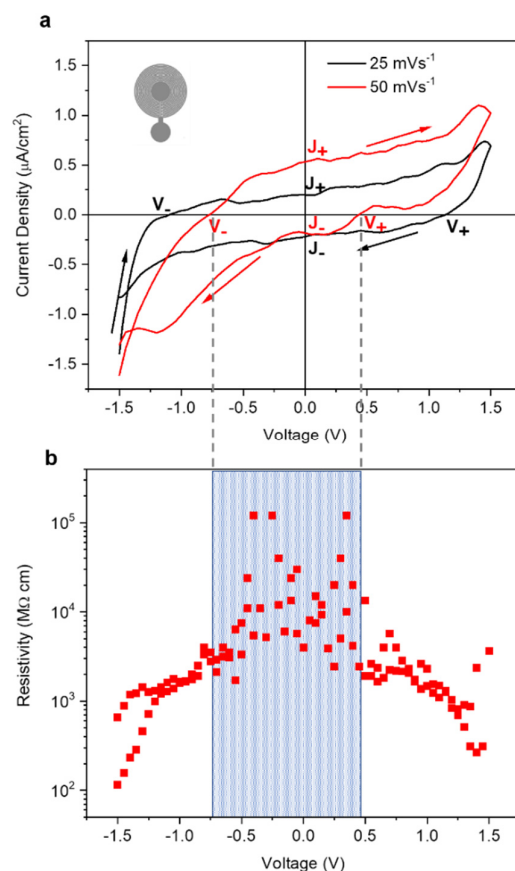 a
25 mVs⁻¹
50 mVs⁻¹
Current Density (μA/cm²)
1.5
1.0
0.5
0.0
-0.5
-1.0
-1.5
J₊
J₊
V₋
V₋
J₋
J₋
V₊
V₊
-1.5 -1.0 -0.5 0.0 0.5 1.0 1.5
Voltage (V)
b
Resistivity (MΩ cm)
10⁵
10⁴
10³
10²
-1.5 -1.0 -0.5 0.0 0.5 1.0 1.5
Voltage (V)